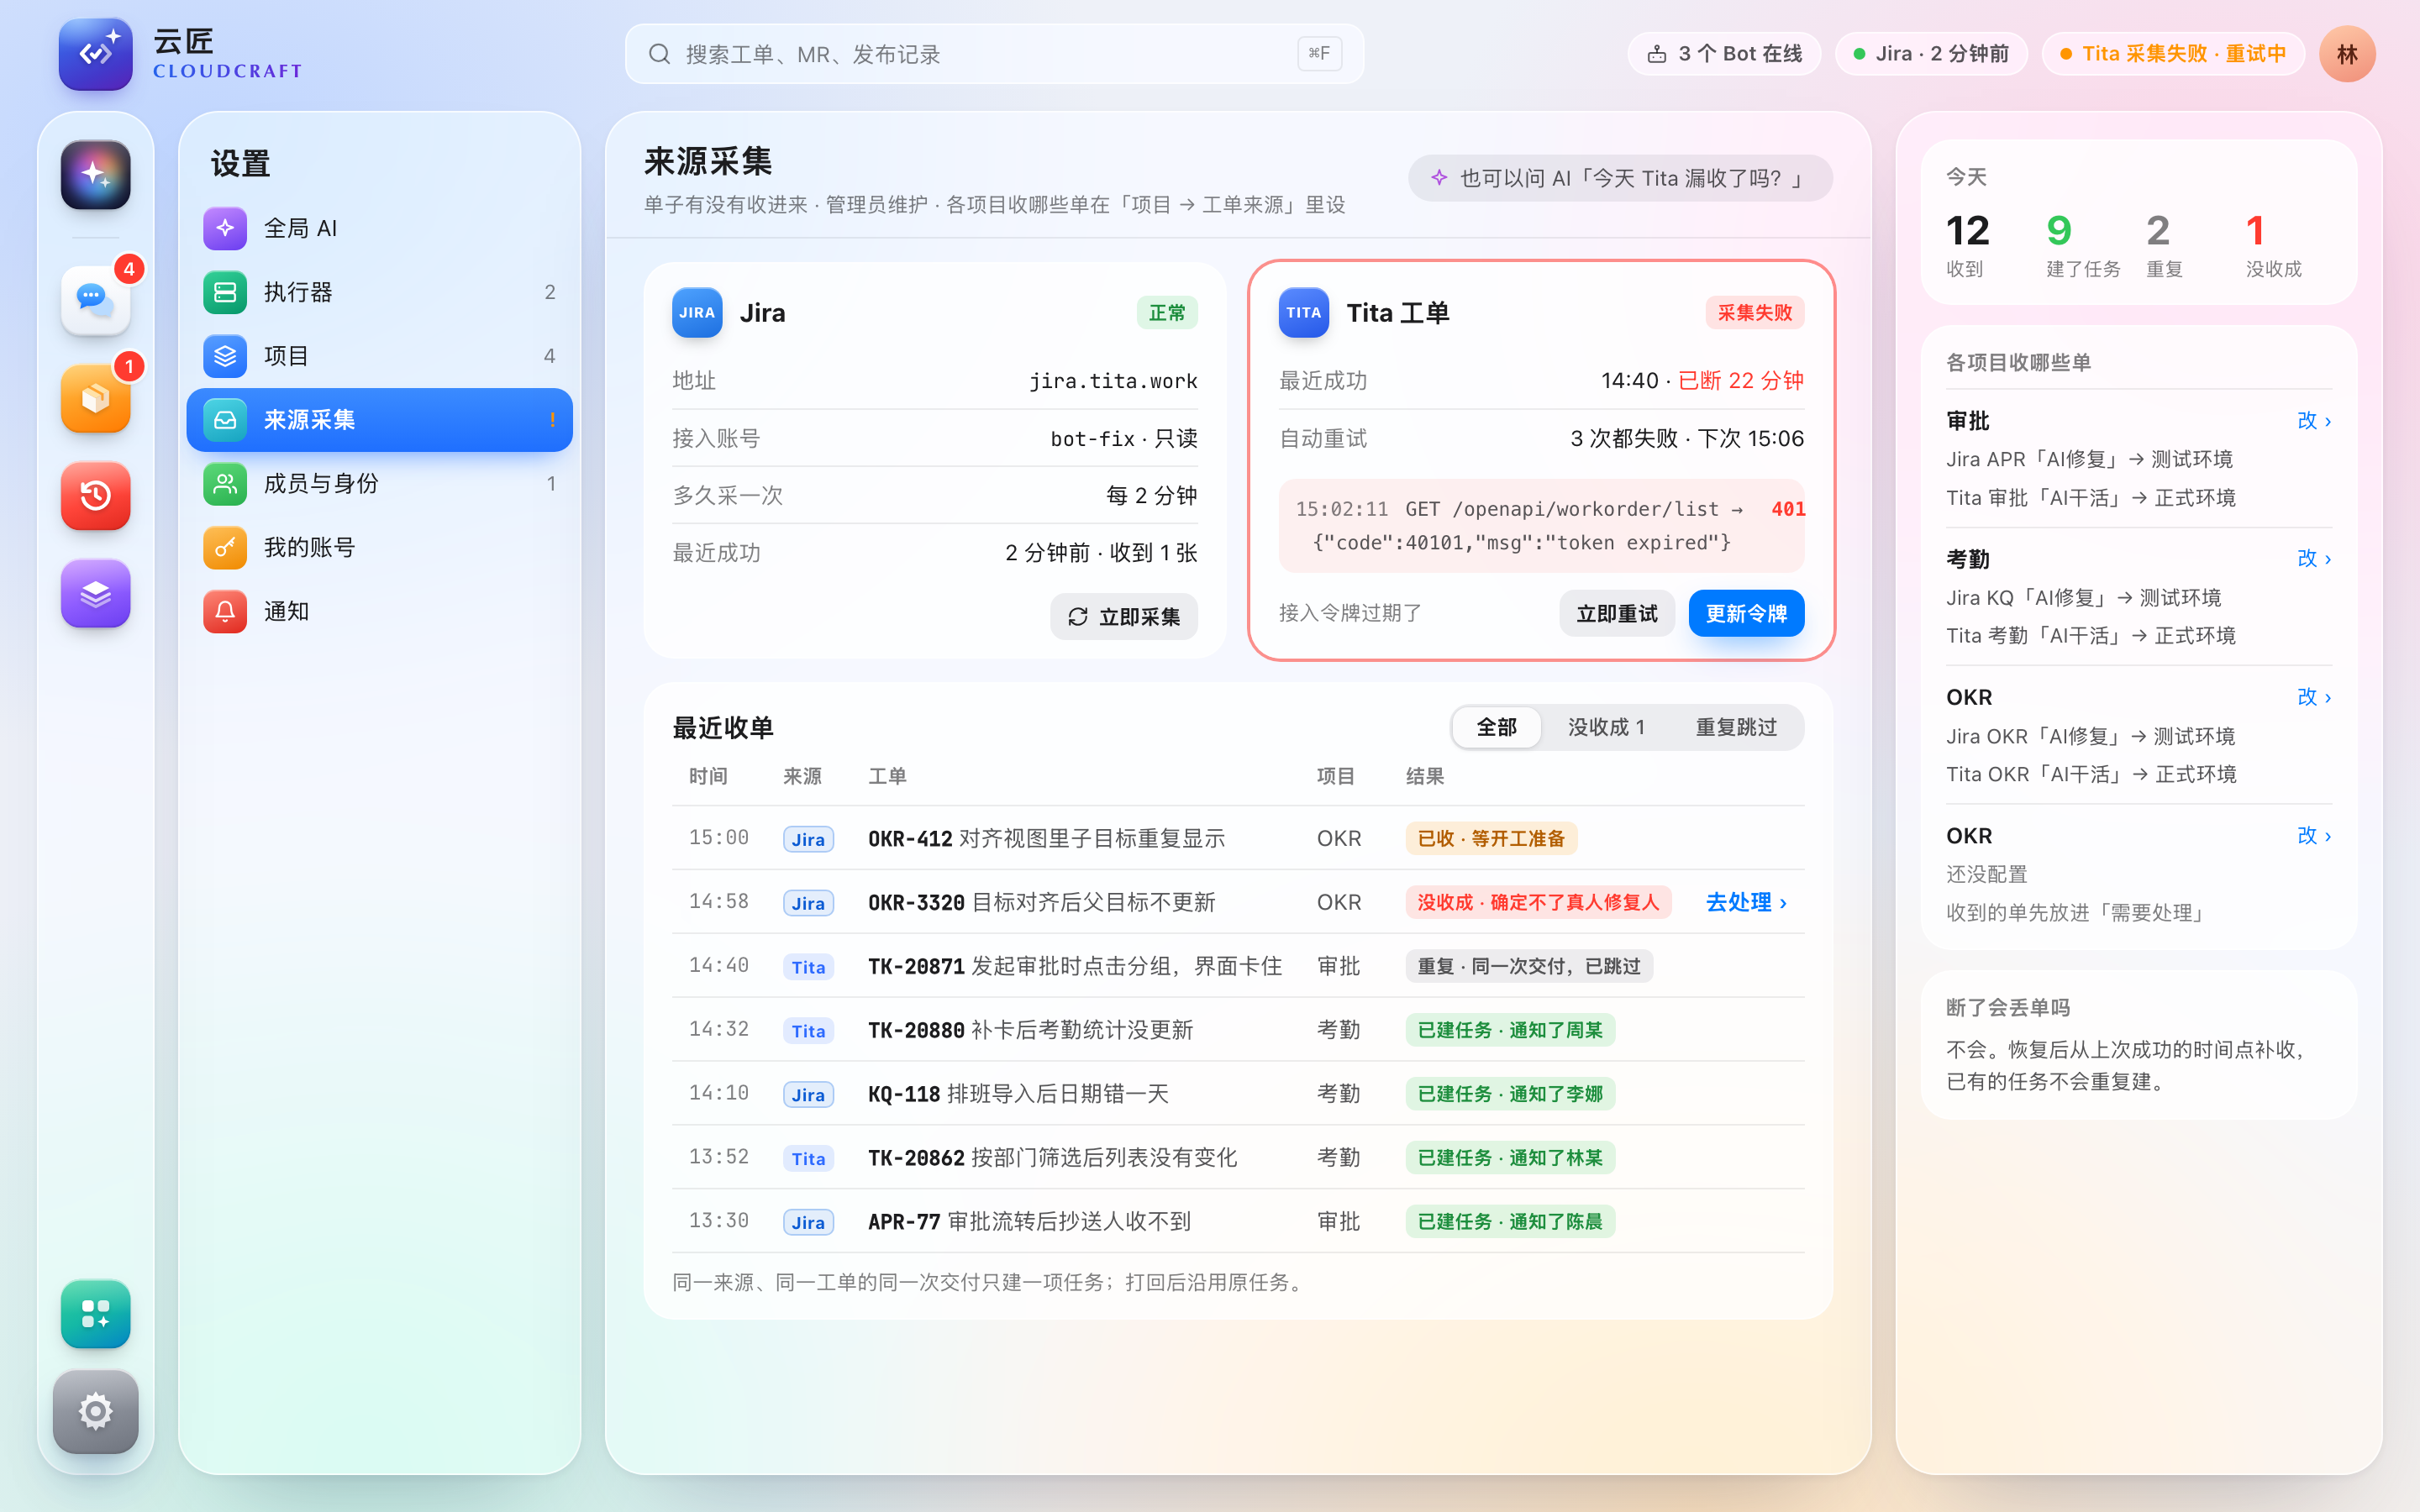 云匠
CLOUDCRAFT
搜索工单、MR、发布记录
⌘F
3 个 Bot 在线
Jira · 2 分钟前
Tita 采集失败 · 重试中
林
4
1
设置
全局 AI
执行器 2
项目 4
来源采集 !
成员与身份 1
我的账号
通知
来源采集
单子有没有收进来 · 管理员维护 · 各项目收哪些单在「项目 → 工单来源」里设
也可以问 AI「今天 Tita 漏收了吗？」
JIRA Jira 正常
地址 jira.tita.work
接入账号 bot-fix · 只读
多久采一次 每 2 分钟
最近成功 2 分钟前 · 收到 1 张
立即采集
TITA Tita 工单 采集失败
最近成功 14:40 · 已断 22 分钟
自动重试 3 次都失败 · 下次 15:06
15:02:11 GET /openapi/workorder/list → 401
{"code":40101,"msg":"token expired"}
接入令牌过期了 立即重试 更新令牌
最近收单 全部 没收成 1 重复跳过
时间 来源 工单 项目 结果
15:00 Jira OKR-412 对齐视图里子目标重复显示 OKR 已收 · 等开工准备
14:58 Jira OKR-3320 目标对齐后父目标不更新 OKR 没收成 · 确定不了真人修复人 去处理 ›
14:40 Tita TK-20871 发起审批时点击分组，界面卡住 审批 重复 · 同一次交付，已跳过
14:32 Tita TK-20880 补卡后考勤统计没更新 考勤 已建任务 · 通知了周某
14:10 Jira KQ-118 排班导入后日期错一天 考勤 已建任务 · 通知了李娜
13:52 Tita TK-20862 按部门筛选后列表没有变化 考勤 已建任务 · 通知了林某
13:30 Jira APR-77 审批流转后抄送人收不到 审批 已建任务 · 通知了陈晨
同一来源、同一工单的同一次交付只建一项任务；打回后沿用原任务。
今天
12 9 2 1
收到 建了任务 重复 没收成
各项目收哪些单
审批 改 ›
Jira APR「AI修复」→ 测试环境
Tita 审批「AI干活」→ 正式环境
考勤 改 ›
Jira KQ「AI修复」→ 测试环境
Tita 考勤「AI干活」→ 正式环境
OKR 改 ›
Jira OKR「AI修复」→ 测试环境
Tita OKR「AI干活」→ 正式环境
OKR 改 ›
还没配置
收到的单先放进「需要处理」
断了会丢单吗
不会。恢复后从上次成功的时间点补收，
已有的任务不会重复建。